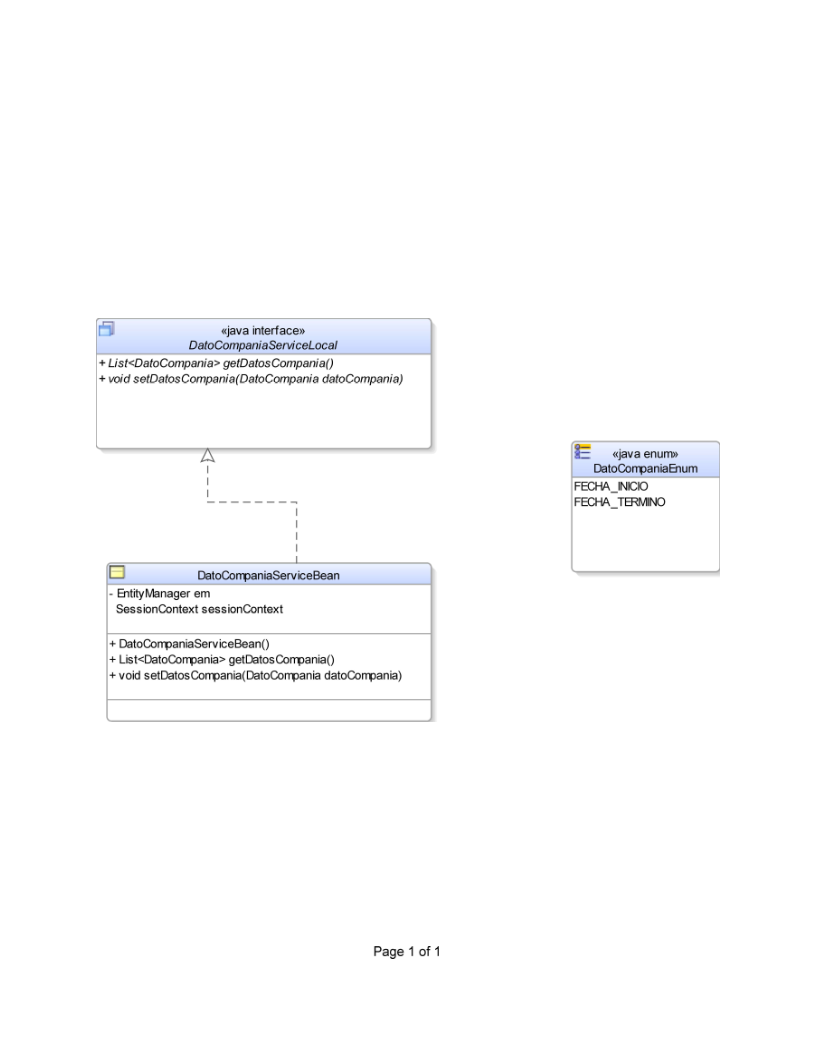 «java interface»
DatoCompaniaServiceLocal
+ List<DatoCompania> getDatosCompania()
+ void setDatosCompania(DatoCompania datoCompania)
«java enum»
DatoCompaniaEnum
FECHA_INICIO
FECHA_TERMINO
DatoCompaniaServiceBean
- EntityManager em
SessionContext sessionContext
+ DatoCompaniaServiceBean()
+ List<DatoCompania> getDatosCompania()
+ void setDatosCompania(DatoCompania datoCompania)
Page 1 of 1